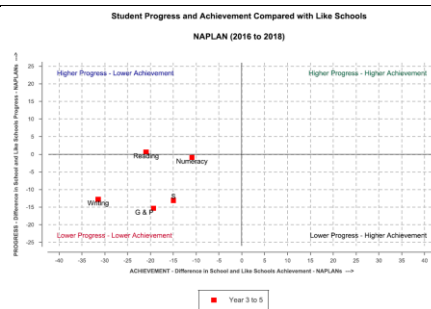 Student Progress and Achievement Compared with Like Schools
NAPLAN (2016 to 2018)
PROGRESS - Difference in School and Like Schools Progress - NAPLANs --->
Higher Progress - Lower Achievement
Higher Progress - Higher Achievement
25
20
15
10
5
0
-5
-10
-15
-20
-25
Reading
Numeracy
Writing
G & P
Lower Progress - Lower Achievement
Lower Progress - Higher Achievement
-40 -35 -30 -25 -20 -15 -10 -5 0 5 10 15 20 25 30 35 40
ACHIEVEMENT - Difference in School and Like Schools Achievement - NAPLANs --->
Year 3 to 5